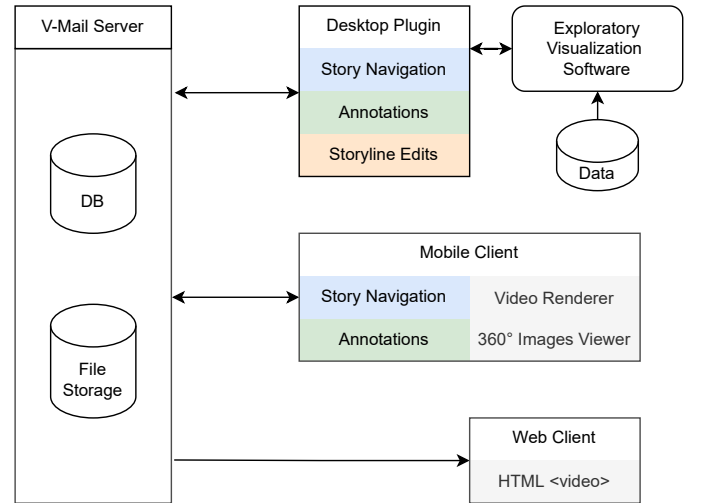 V-Mail Server
DB
File
Storage
Desktop Plugin
Story Navigation
Annotations
Storyline Edits
Exploratory
Visualization
Software
Data
Mobile Client
Story Navigation
Video Renderer
Annotations
360° Images Viewer
Web Client
HTML <video>